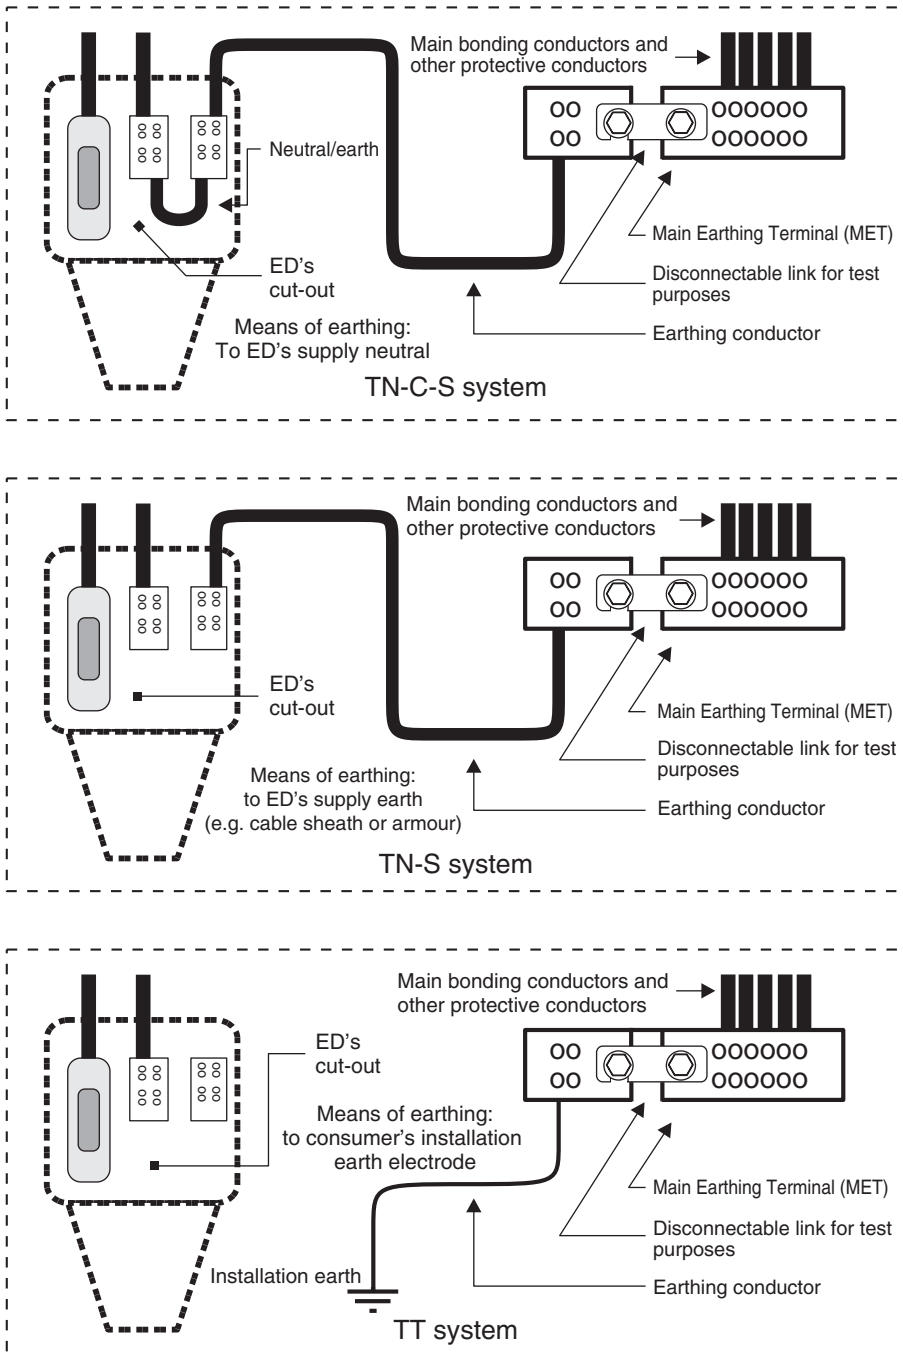 Main bonding conductors and
other protective conductors
Neutral/earth
Main Earthing Terminal (MET)
ED’s
cut-out
Disconnectable link for test
purposes
Means of earthing:
To ED’s supply neutral
Earthing conductor
TN-C-S system
Main bonding conductors and
other protective conductors
ED’s
cut-out
Main Earthing Terminal (MET)
Disconnectable link for test
purposes
Means of earthing:
to ED’s supply earth
(e.g. cable sheath or armour)
Earthing conductor
TN-S system
Main bonding conductors and
other protective conductors
ED’s
cut-out
Means of earthing:
to consumer’s installation
earth electrode
Main Earthing Terminal (MET)
Disconnectable link for test
purposes
Installation earth
Earthing conductor
TT system